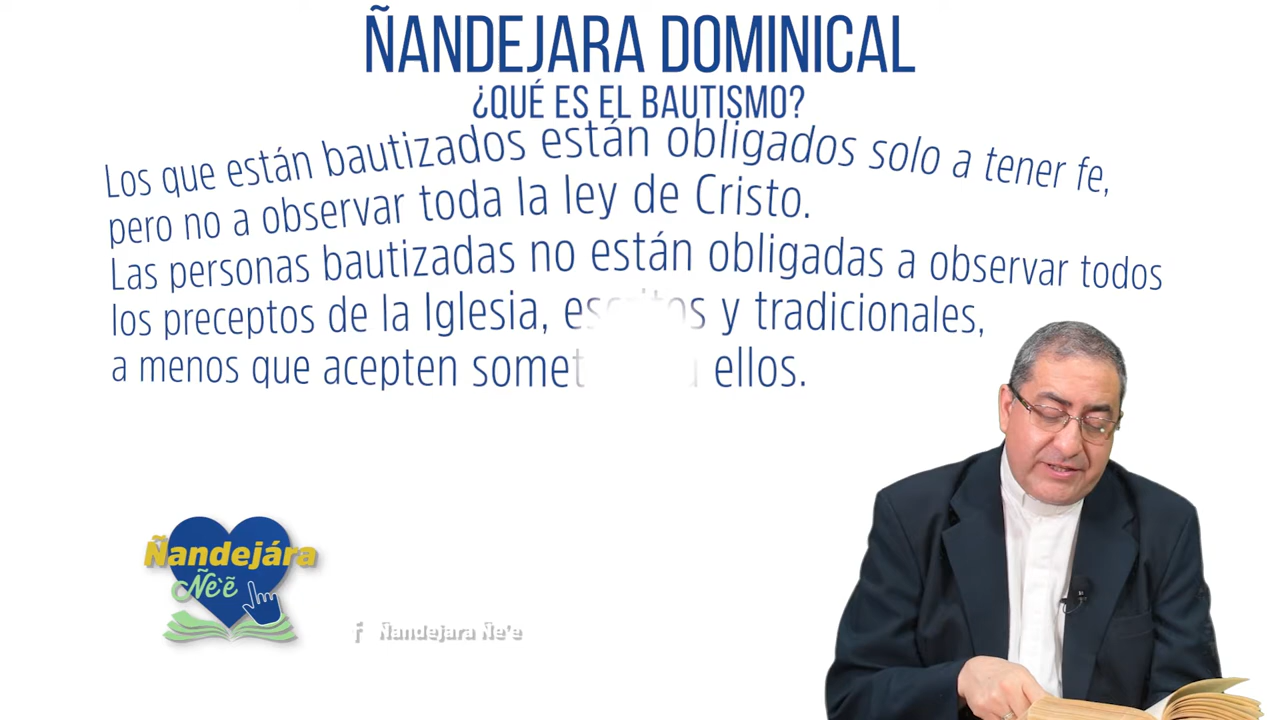 ÑANDEJARA DOMINICAL
¿QUÉ ES EL BAUTISMO?
Los que están bautizados están obligados solo a tener fe,
pero no a observar toda la ley de Cristo.
Las personas bautizadas no están obligadas a observar todos
los preceptos de la Iglesia, escritos y tradicionales,
a menos que acepten ellos.
Ñandejára
Ñe'ẽ
f Ñandejara Ñe'e